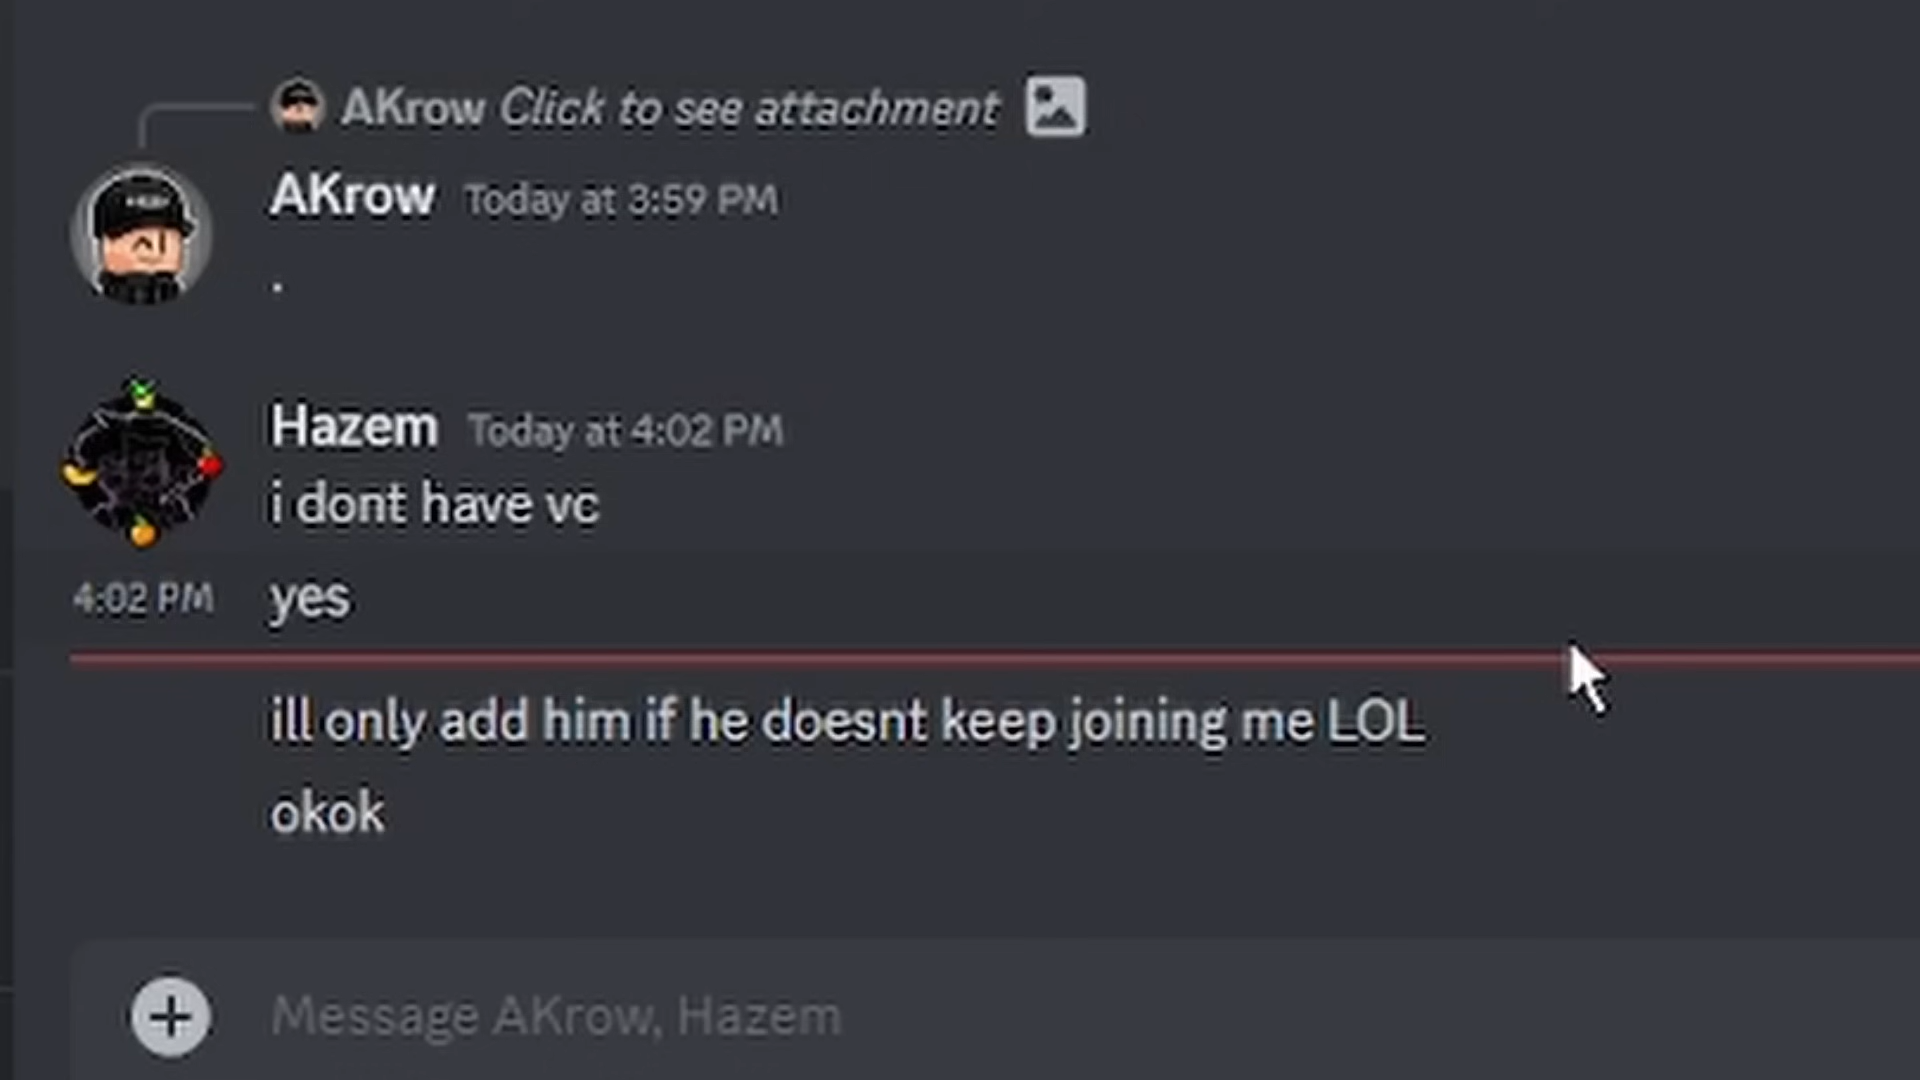 AKrow Click to see attachment
AKrow Today at 3:59 PM
.
Hazem Today at 4:02 PM
i dont have vc
4:02 PM yes
ill only add him if he doesnt keep joining me LOL
okok
Message AKrow, Hazem